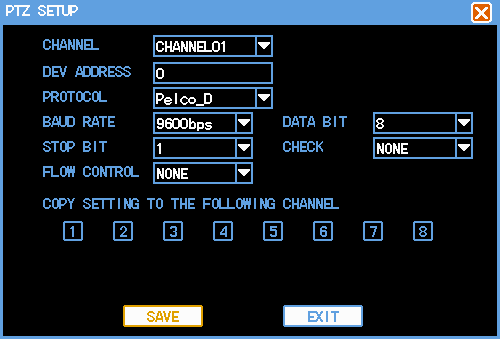 PTZ SETUP
CHANNEL CHANNEL01
DEV ADDRESS 0
PROTOCOL Pelco_D
BAUD RATE 9600bps DATA BIT 8
STOP BIT 1 CHECK NONE
FLOW CONTROL NONE
COPY SETTING TO THE FOLLOWING CHANNEL
1 2 3 4 5 6 7 8
SAVE EXIT